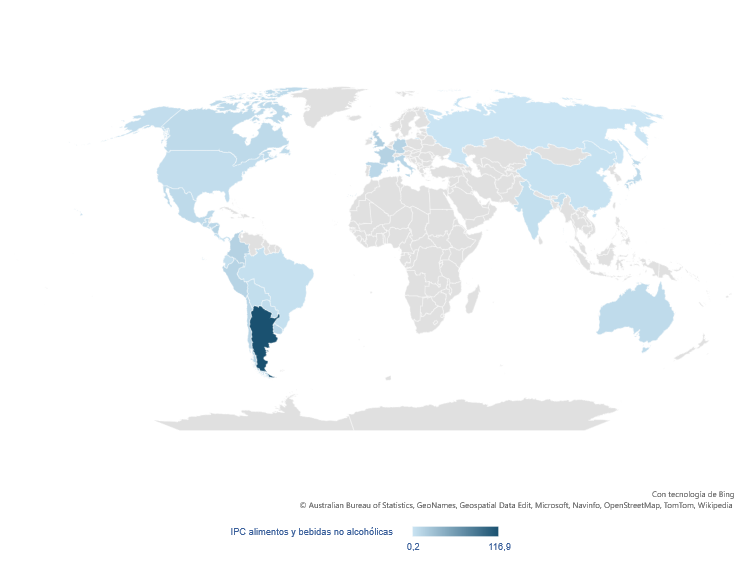 Con tecnología de Bing
© Australian Bureau of Statistics, GeoNames, Geospatial Data Edit, Microsoft, Navinfo, OpenStreetMap, TomTom, Wikipedia
IPC alimentos y bebidas no alcohólicas
0,2 116,9